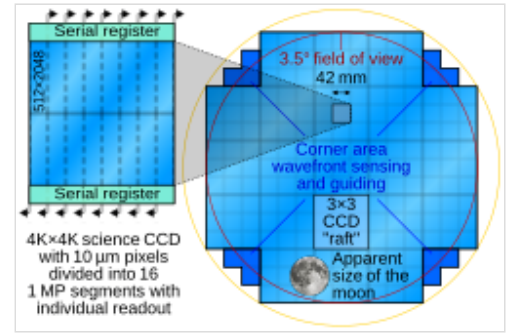 Serial register
512×2048
Serial register
4K×4K science CCD
with 10 µm pixels
divided into 16
1 MP segments with
individual readout
3.5° field of view
42 mm
Corner area
wavefront sensing
and guiding
3×3
CCD
"raft"
Apparent
size of the
moon